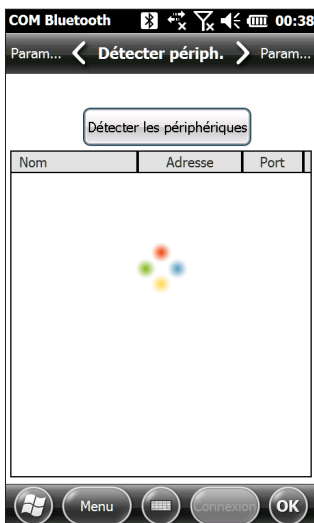 COM Bluetooth 00:38
Param... Détecter périph. Param...
Détecter les périphériques
Nom Adresse Port
Menu Connexion OK